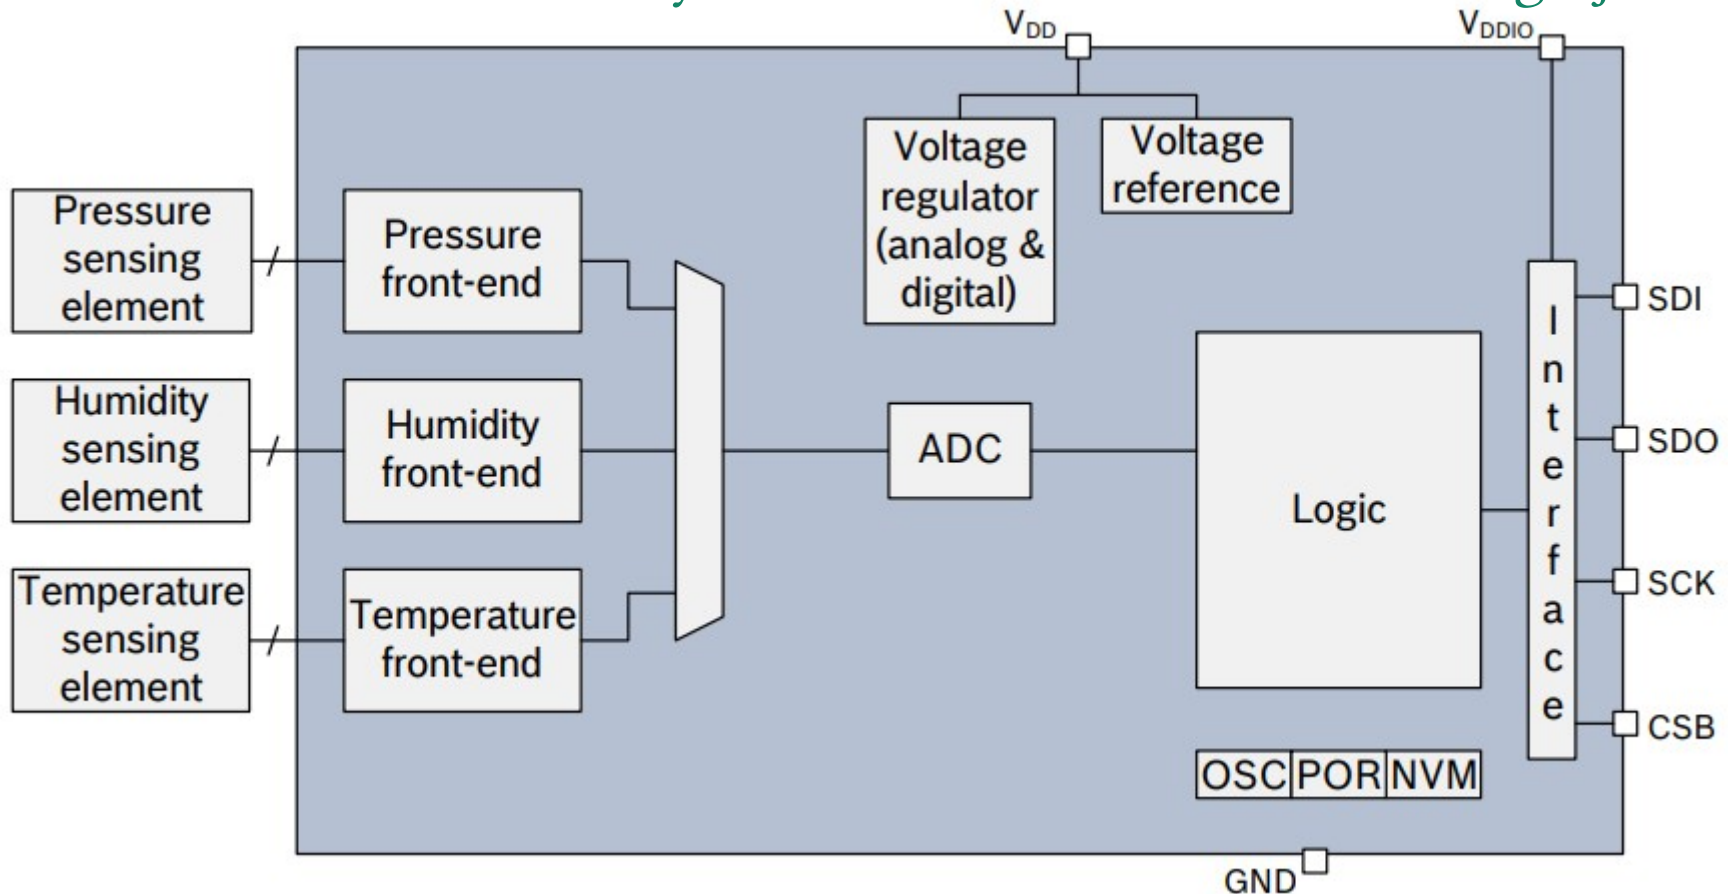 VDD
VDDIO
Voltage
regulator
(analog &
digital)
Voltage
reference
Pressure
sensing
element
Pressure
front-end
Humidity
sensing
element
Humidity
front-end
Temperature
sensing
element
Temperature
front-end
ADC
Logic
Interface
SDI
SDO
SCK
CSB
OSC POR NVM
GND